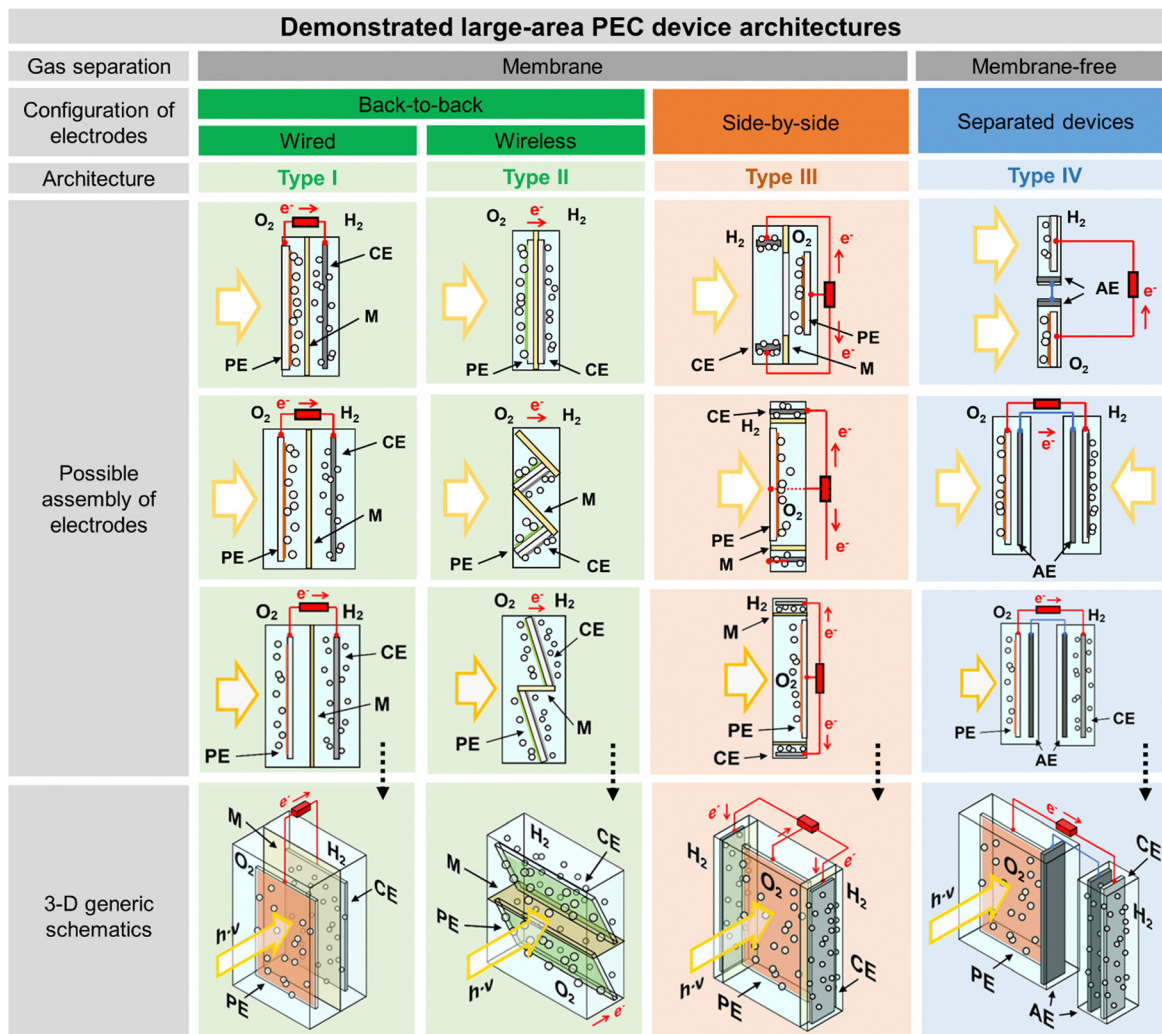 Demonstrated large-area PEC device architectures
Gas separation
Membrane
Membrane-free
Configuration of
electrodes
Back-to-back
Wired
Wireless
Side-by-side
Separated devices
Architecture
Type I
Type II
Type III
Type IV
Possible
assembly of
electrodes
O₂ e⁻ → H₂
CE
M
PE
O₂ e⁻ → H₂
PE
CE
H₂
O₂
e⁻
PE
e⁻
CE
M
H₂
AE
e⁻
O₂
O₂ e⁻ → H₂
CE
M
PE
O₂ e⁻ → H₂
M
PE
CE
CE
H₂
e⁻
PE
O₂
M
e⁻
O₂
H₂
e⁻
AE
O₂ e⁻ → H₂
CE
M
PE
O₂ e⁻ → H₂
CE
M
PE
H₂
M
e⁻
O₂
PE
e⁻
CE
O₂ e⁻ → H₂
CE
PE
AE
3-D generic
schematics
e⁻
M
O₂
H₂
CE
h·ν
PE
H₂
CE
M
PE
h·ν
O₂
e⁻
e⁻
e⁻
H₂
O₂
H₂
h·ν
CE
PE
e⁻
CE
O₂
H₂
h·ν
PE
AE